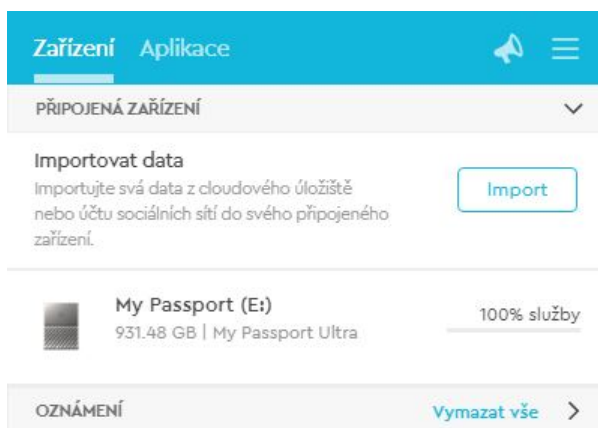 Zařízení Aplikace
PŘIPOJENÁ ZAŘÍZENÍ
Importovat data
Importujte svá data z cloudového úložiště
nebo účtu sociálních sítí do svého připojeného
zařízení.
Import
My Passport (E:)
931.48 GB | My Passport Ultra
100% služby
OZNÁMENÍ
Vymazat vše